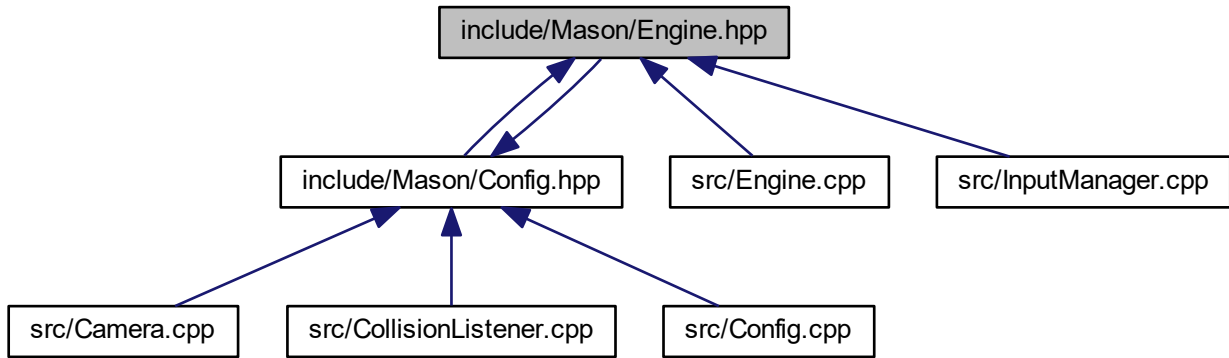 include/Mason/Engine.hpp
include/Mason/Config.hpp
src/Engine.cpp
src/InputManager.cpp
src/Camera.cpp
src/CollisionListener.cpp
src/Config.cpp